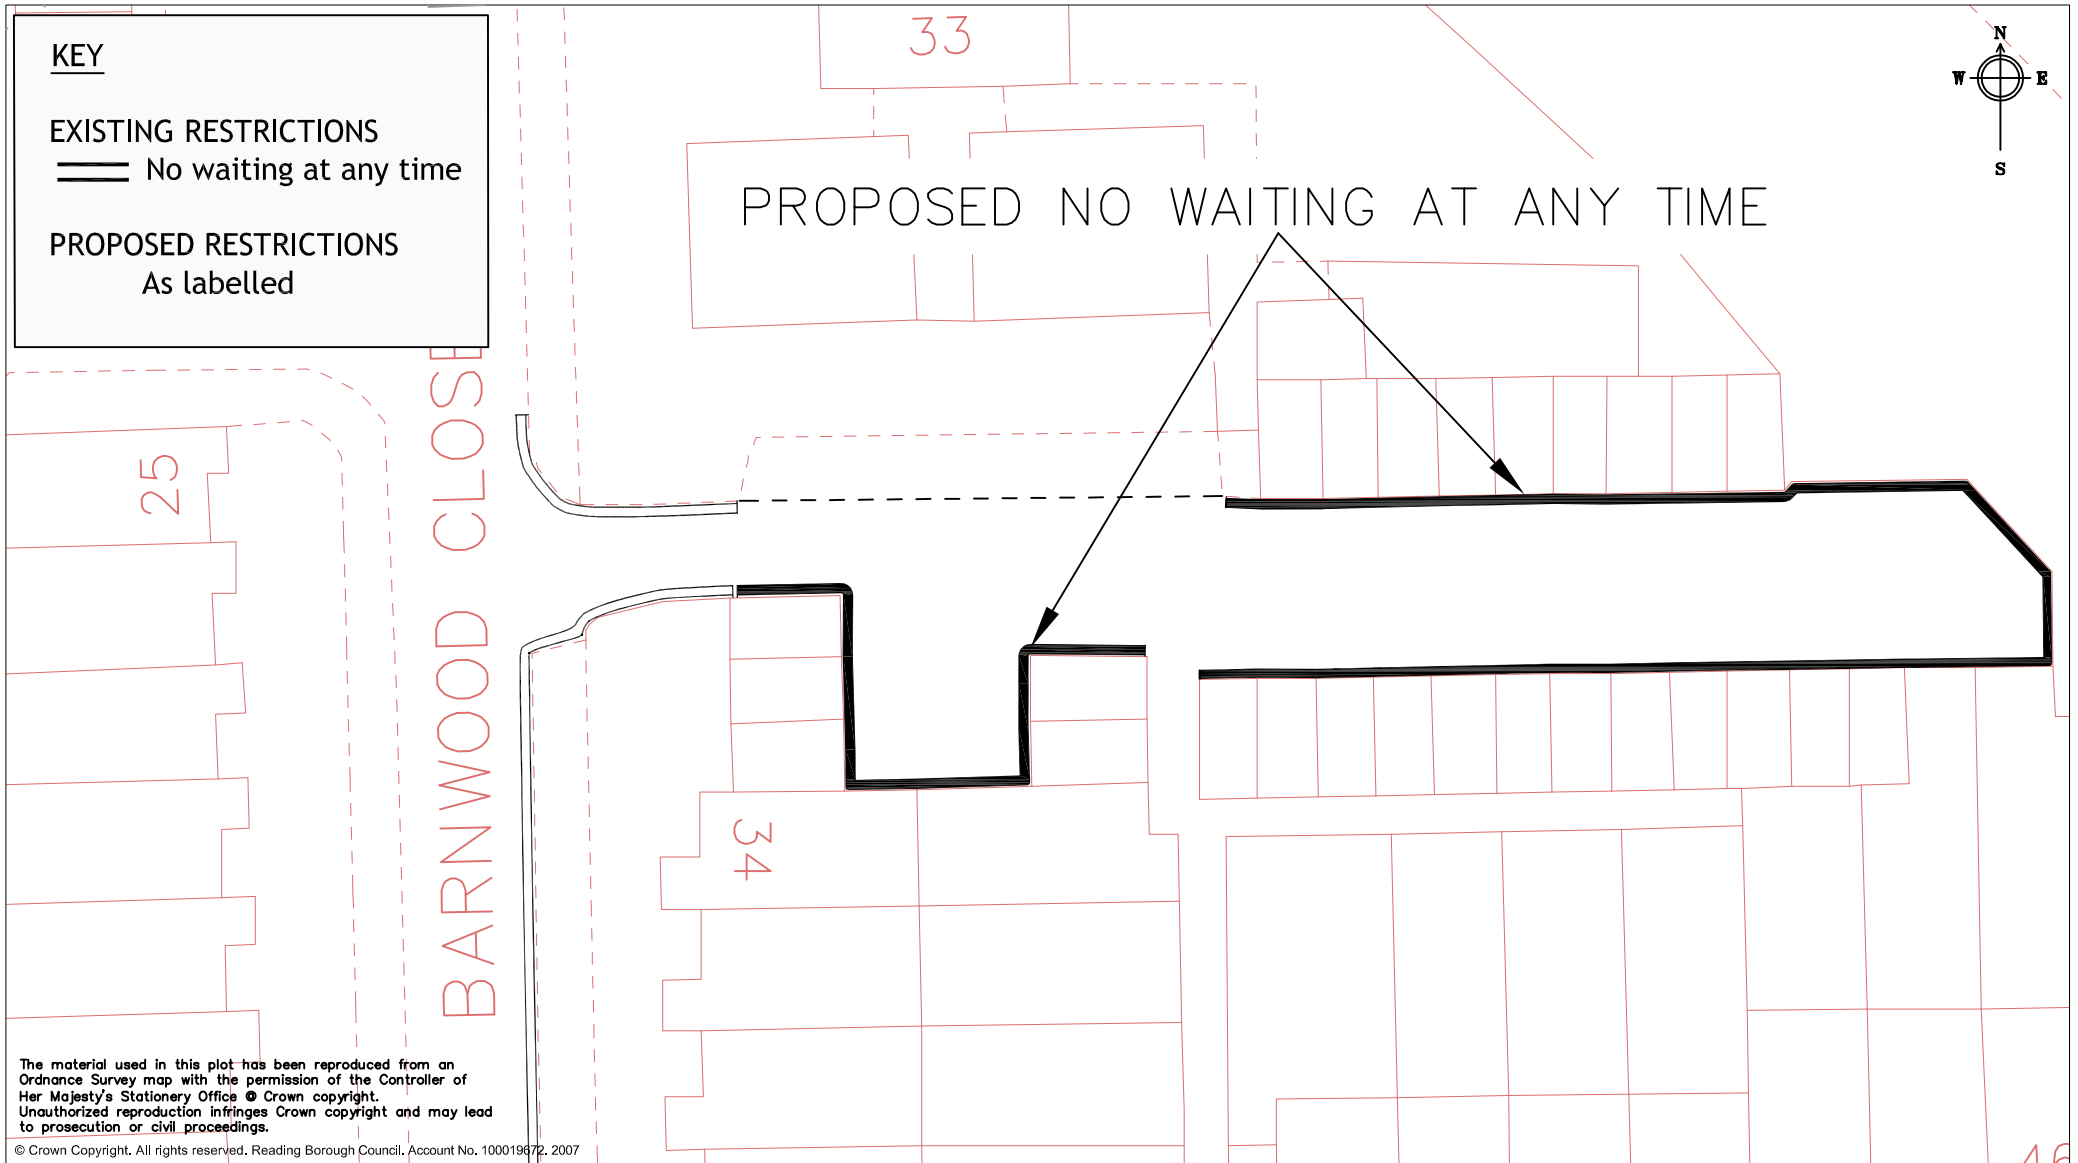 KEY
EXISTING RESTRICTIONS
No waiting at any time
PROPOSED RESTRICTIONS
As labelled
33
N
W E
S
PROPOSED NO WAITING AT ANY TIME
25
BARNWOOD CLOSE
34
The material used in this plot has been reproduced from an
Ordnance Survey map with the permission of the Controller of
Her Majesty's Stationery Office @ Crown copyright.
Unauthorized reproduction infringes Crown copyright and may lead
to prosecution or civil proceedings.
© Crown Copyright. All rights reserved. Reading Borough Council. Account No. 100019672. 2007